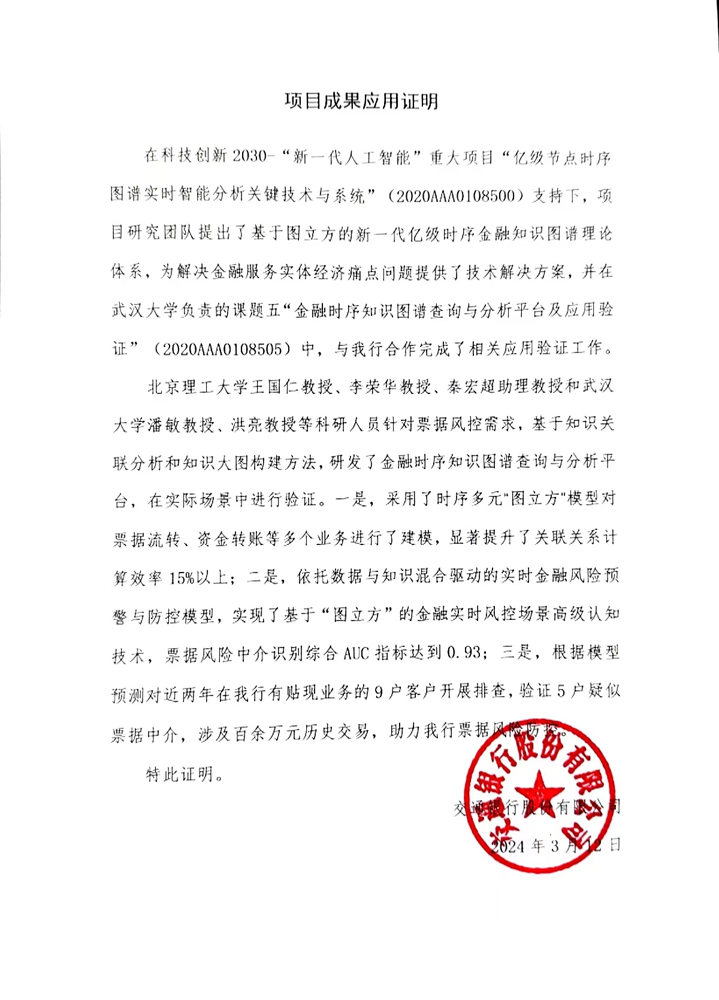 项目成果应用证明
在科技创新2030-“新一代人工智能”重大项目“亿级节点时序
图谱实时智能分析关键技术与系统”（2020AAA0108500）支持下，项
目研究团队提出了基于图立方的新一代亿级时序金融知识图谱理论
体系，为解决金融服务实体经济痛点问题提供了技术解决方案，并在
武汉大学负责的课题五“金融时序知识图谱查询与分析平台及应用验
证”（2020AAA0108505）中，与我行合作完成了相关应用验证工作。
北京理工大学王国仁教授、李荣华教授、秦宏超助理教授和武汉
大学潘敏教授、洪亮教授等科研人员针对票据风控需求，基于知识关
联分析和知识大图构建方法，研发了金融时序知识图谱查询与分析平
台，在实际场景中进行验证。一是，采用了时序多元"图立方"模型对
票据流转、资金转账等多个业务进行了建模，显著提升了关联关系计
算效率15%以上；二是，依托数据与知识混合驱动的实时金融风险预
警与防控模型，实现了基于“图立方”的金融实时风控场景高级认知
技术，票据风险中介识别综合AUC指标达到0.93；三是，根据模型
预测对近两年在我行有贴现业务的9户客户开展排查，验证5户疑似
票据中介，涉及百余万元历史交易，助力我行票据风险防控。
特此证明。
交通银行股份有限公司
2024年3月12日
交通银行股份有限公司